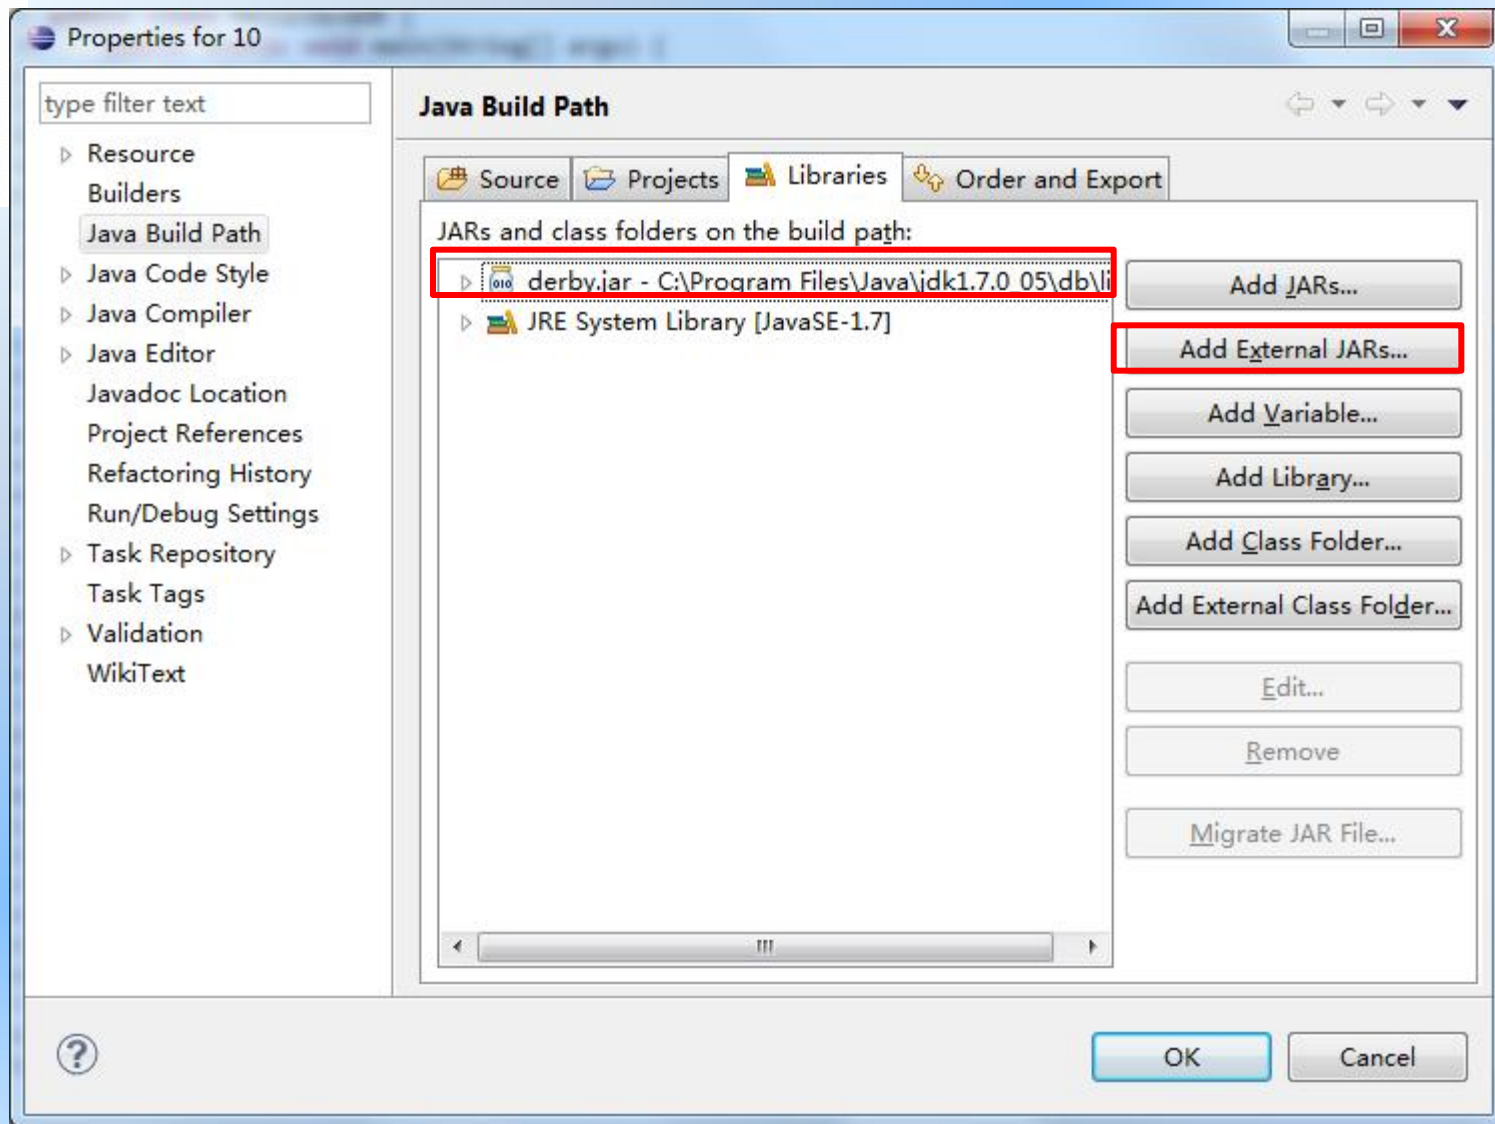 Properties for 10
type filter text
Resource
Builders
Java Build Path
Java Code Style
Java Compiler
Java Editor
Javadoc Location
Project References
Refactoring History
Run/Debug Settings
Task Repository
Task Tags
Validation
WikiText
Java Build Path
Source Projects Libraries Order and Export
JARs and class folders on the build path:
derby.jar - C:\Program Files\Java\jdk1.7.0_05\db\li
JRE System Library [JavaSE-1.7]
Add JARs...
Add External JARs...
Add Variable...
Add Library...
Add Class Folder...
Add External Class Folder...
Edit...
Remove
Migrate JAR File...
OK Cancel